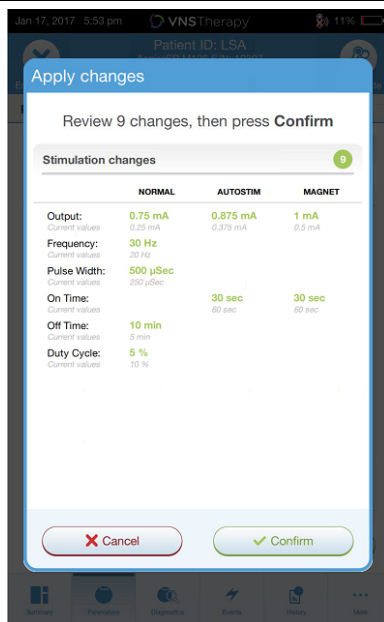 Jan 17, 2017 5:53 pm VNSTherapy 11%
Patient ID: LSA
Apply changes
Review 9 changes, then press Confirm
Stimulation changes 9
NORMAL AUTOSTIM MAGNET
Output: 0.75 mA 0.875 mA 1 mA
Current values 0.25 mA 0.375 mA 0.5 mA
Frequency: 30 Hz
Current values 20 Hz
Pulse Width: 500 µSec
Current values 250 µSec
On Time: 30 sec 30 sec
Current values 60 sec 60 sec
Off Time: 10 min
Current values 5 min
Duty Cycle: 5 %
Current values 10 %
Cancel Confirm
Summary Parameters Diagnostics Events History More